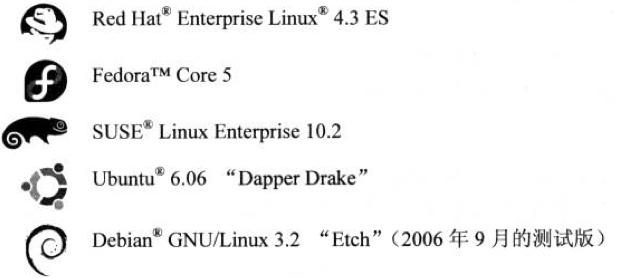 Red Hat® Enterprise Linux® 4.3 ES
Fedora™ Core 5
SUSE® Linux Enterprise 10.2
Ubuntu® 6.06 “Dapper Drake”
Debian® GNU/Linux 3.2 “Etch”（2006 年 9 月的测试版）